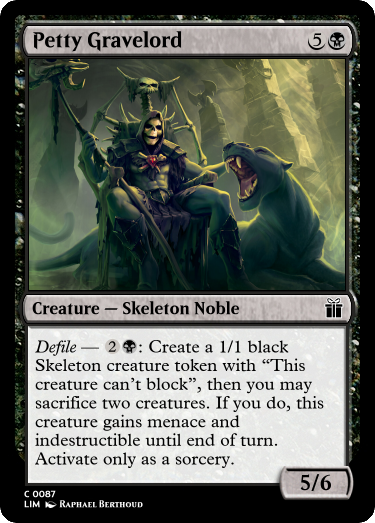 Petty Gravelord 5
Creature — Skeleton Noble
Defile — 2 : Create a 1/1 black
Skeleton creature token with “This
creature can’t block”, then you may
sacrifice two creatures. If you do, this
creature gains menace and
indestructible until end of turn.
Activate only as a sorcery.
5/6
C 0087
LIM Raphael Berthoud